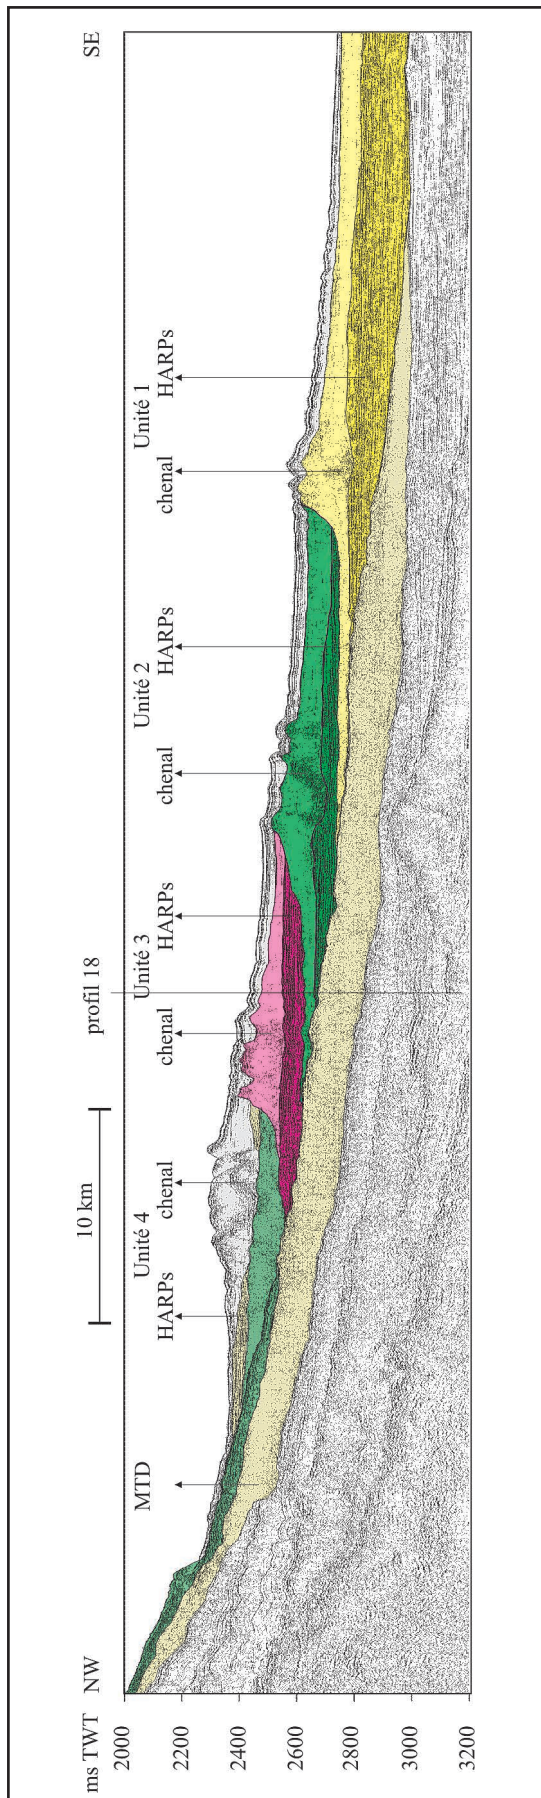 ms TWT
NW
SE
10 km
profil 18
Unité 4
Unité 3
Unité 2
Unité 1
MTD
HARPs
chenal
chenal
HARPs
chenal
HARPs
chenal
HARPs
2000
2200
2400
2600
2800
3000
3200